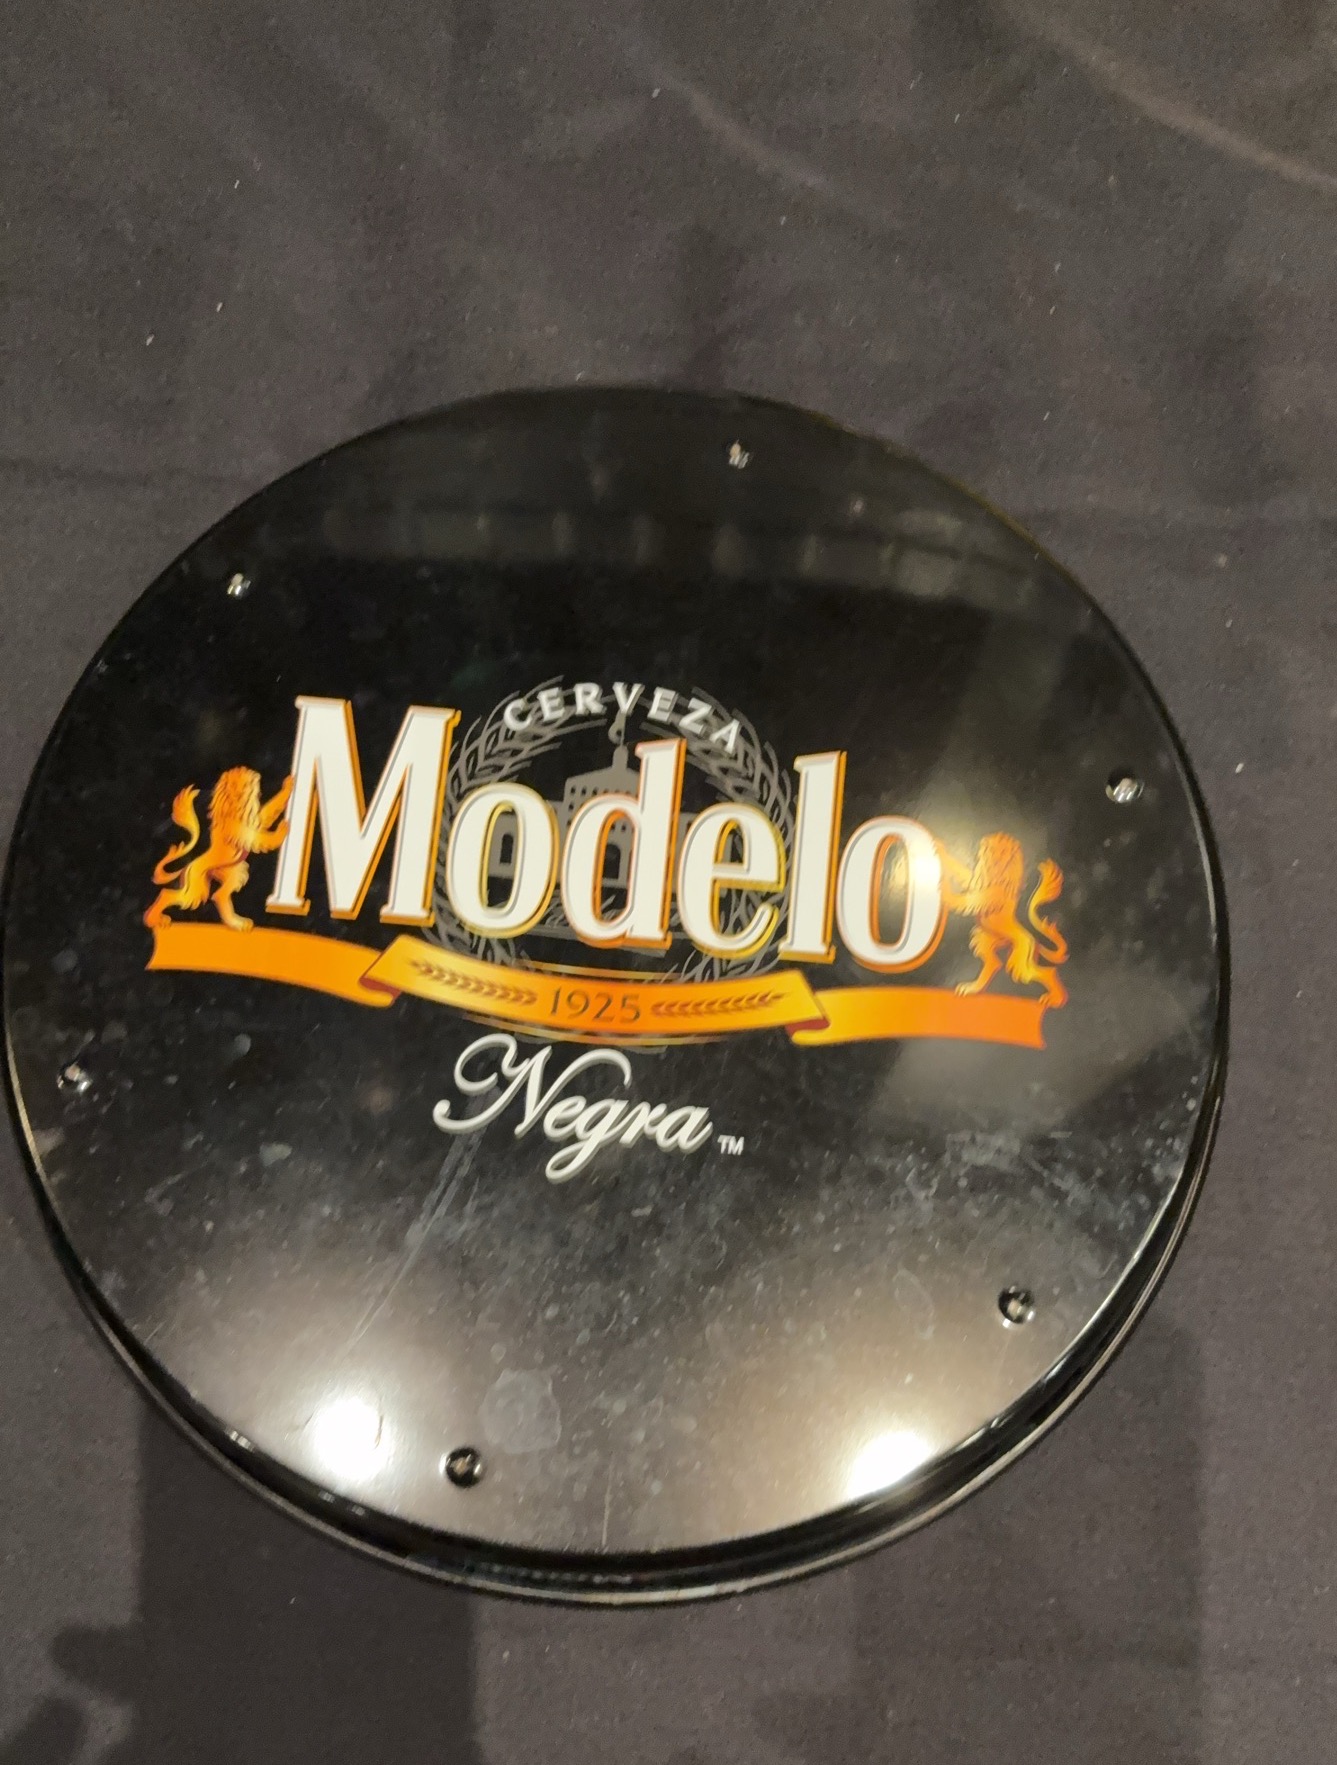 CERVEZA
Modelo
1925
Negra™